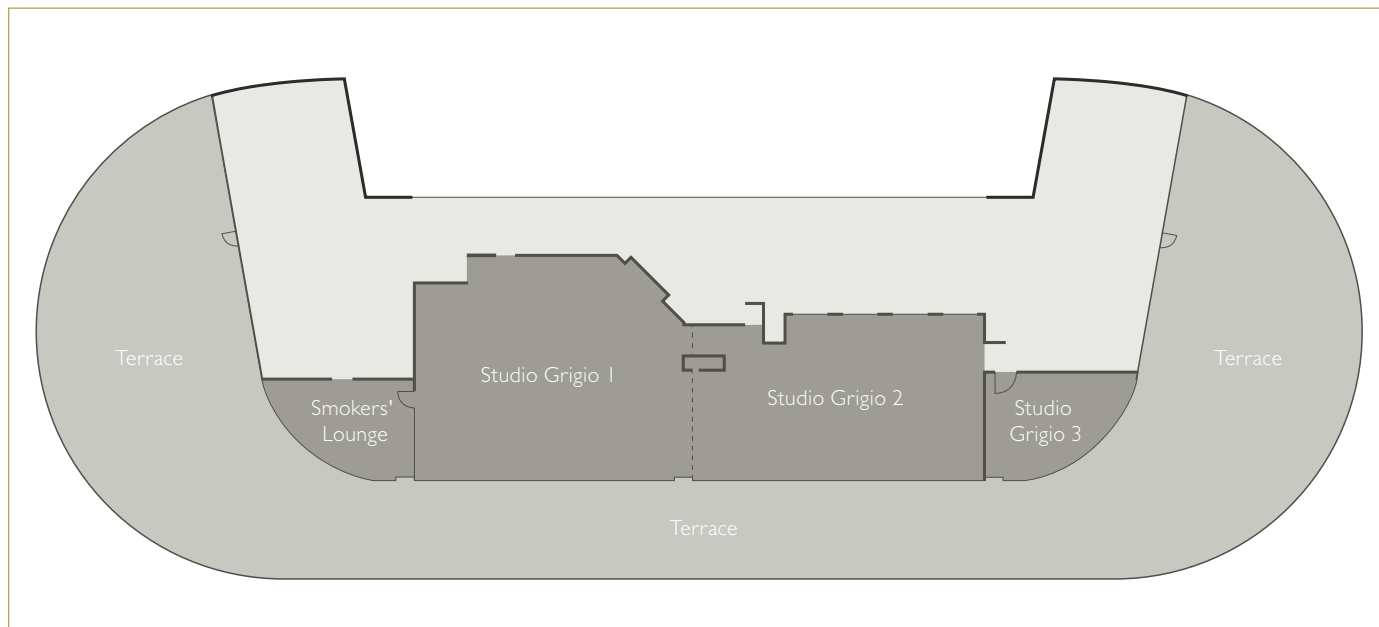 Terrace
Studio Grigio 1
Studio Grigio 2
Terrace
Smokers'
Lounge
Studio
Grigio 3
Terrace